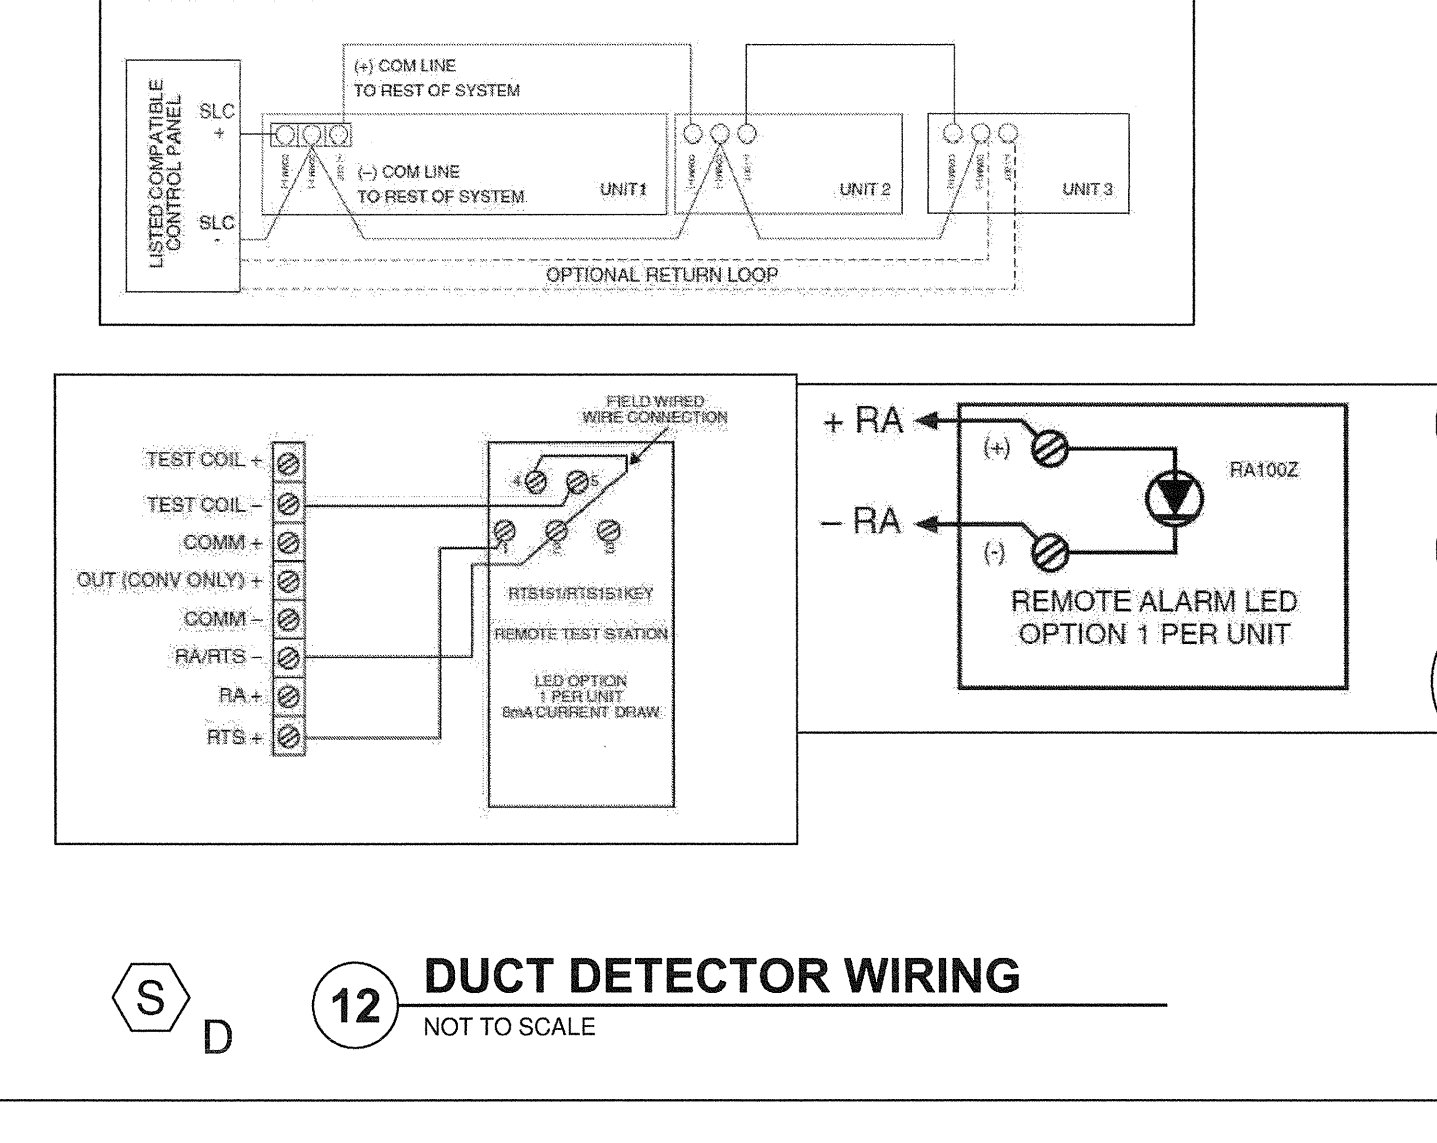 (+) COM LINE
TO REST OF SYSTEM
LISTED COMPATIBLE
CONTROL PANEL
SLC
+
SLC
-
(–) COM LINE
TO REST OF SYSTEM
UNIT 1
UNIT 2
UNIT 3
OPTIONAL RETURN LOOP
FIELD WIRED
WIRE CONNECTION
TEST COIL +
TEST COIL –
COMM +
OUT (CONV ONLY) +
COMM –
RA/RTS –
RA +
RTS +
4
5
1
2
3
RTS151/RTS151KEY
REMOTE TEST STATION
LED OPTION
1 PER UNIT
8mA CURRENT DRAW
+ RA
(+)
RA100Z
– RA
(-)
REMOTE ALARM LED
OPTION 1 PER UNIT
S
D
12
DUCT DETECTOR WIRING
NOT TO SCALE